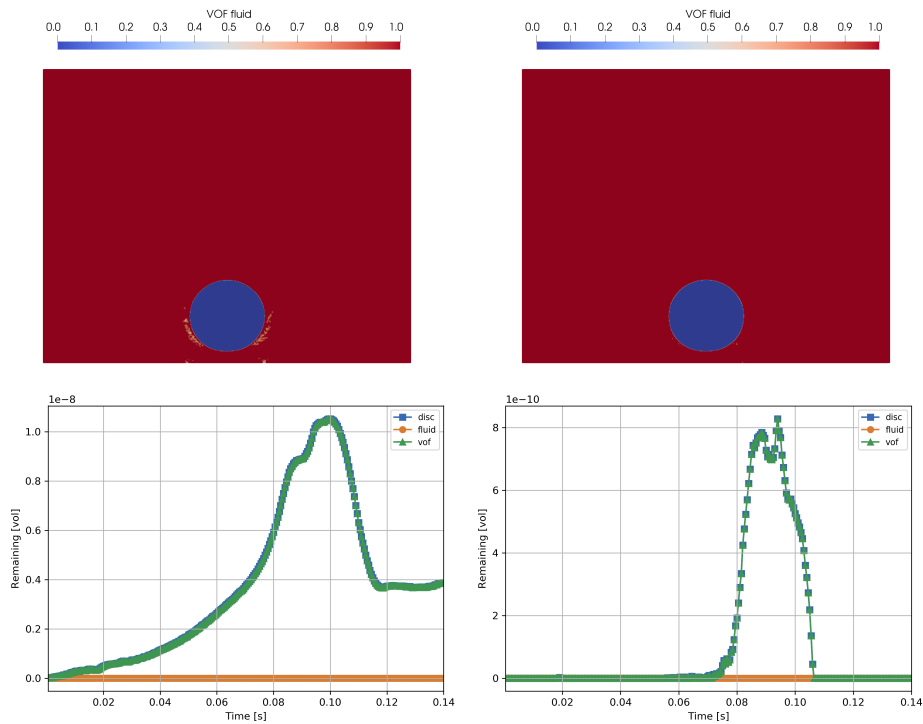 VOF fluid
0.0 0.1 0.2 0.3 0.4 0.5 0.6 0.7 0.8 0.9 1.0
VOF fluid
0.0 0.1 0.2 0.3 0.4 0.5 0.6 0.7 0.8 0.9 1.0
1e−8
disc
fluid
vof
1.0
0.8
0.6
0.4
0.2
0.0
Remaining [vol]
0.02 0.04 0.06 0.08 0.10 0.12 0.14
Time [s]
1e−10
disc
fluid
vof
8
6
4
2
0
Remaining [vol]
0.02 0.04 0.06 0.08 0.10 0.12 0.14
Time [s]